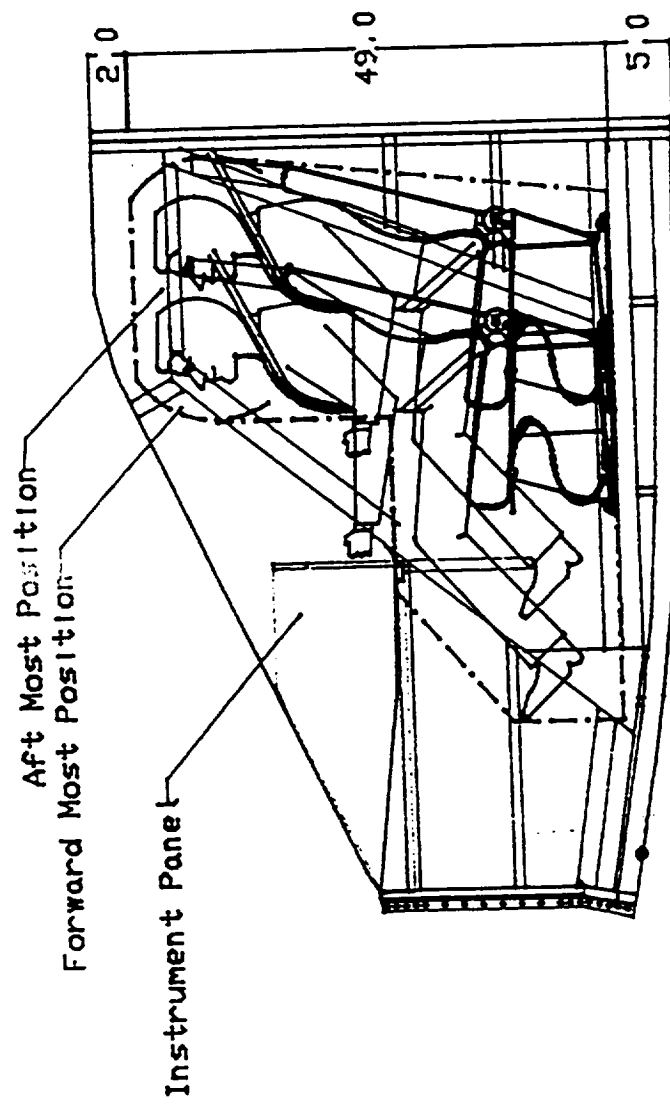 Aft Most Position
Forward Most Position
Instrument Panel
2.0
49.0
5.0